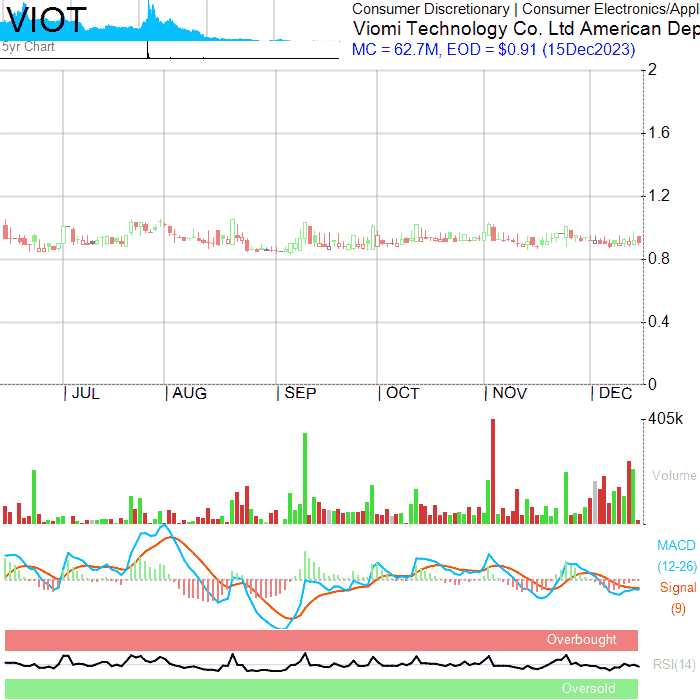 VIOT
5yr Chart
Consumer Discretionary | Consumer Electronics/Appl
Viomi Technology Co. Ltd American Dep
MC = 62.7M, EOD = $0.91 (15Dec2023)
2
1.6
1.2
0.8
0.4
0
JUL AUG SEP OCT NOV DEC
405k
Volume
MACD
(12-26)
Signal
(9)
Overbought
RSI(14)
Oversold